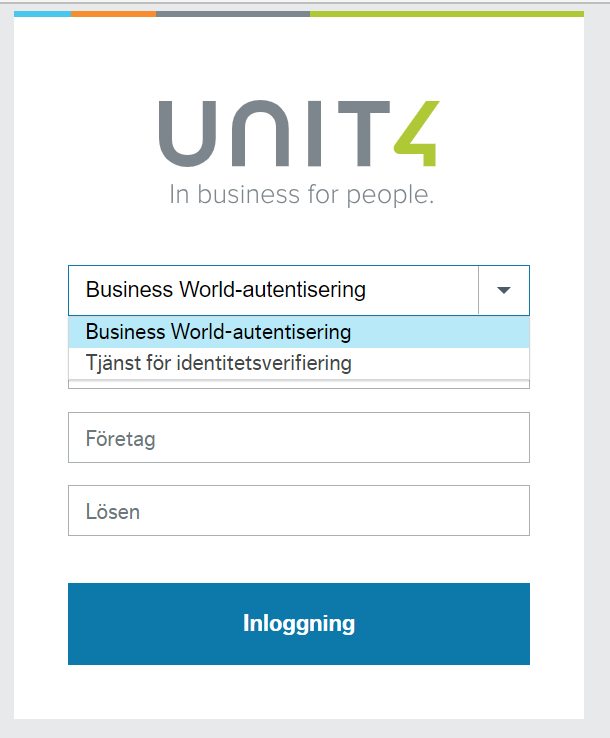 UNIT4
In business for people.
Business World-autentisering
Business World-autentisering
Tjänst för identitetsverifiering
Företag
Lösen
Inloggning